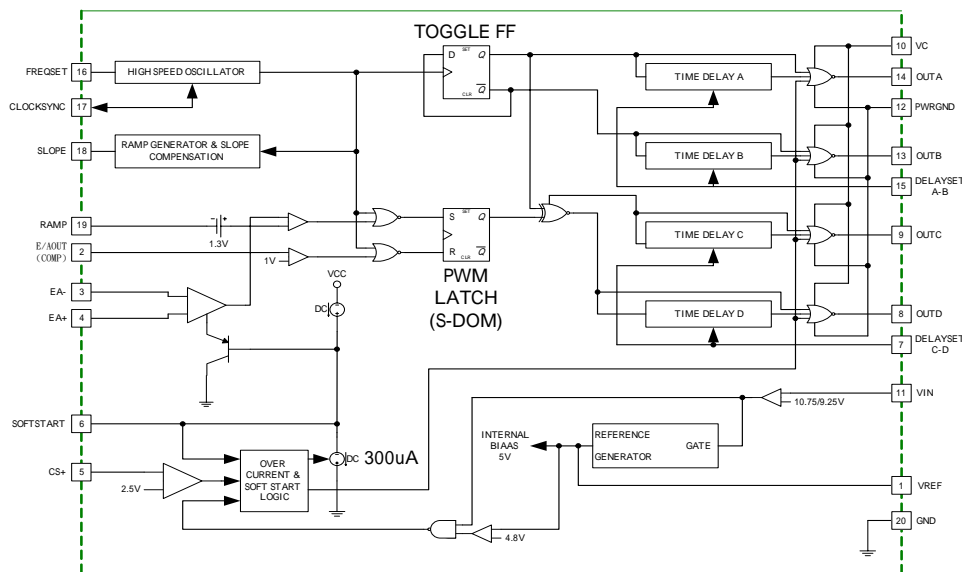 TOGGLE FF
FREQSET 16
HIGH SPEED OSCILLATOR
D SET Q
CLR Q
10 VC
TIME DELAY A
14 OUTA
CLOCKSYNC 17
12 PWRGND
SLOPE 18
RAMP GENERATOR & SLOPE
COMPENSATION
TIME DELAY B
13 OUTB
15 DELAYSET
A-B
RAMP 19
1.3V
S SET Q
R CLR Q
TIME DELAY C
9 OUTC
E/AOUT
(COMP)
2
1V
PWM
LATCH
(S-DOM)
EA- 3
EA+ 4
VCC
DC
TIME DELAY D
8 OUTD
7 DELAYSET
C-D
11 VIN
10.75/9.25V
SOFTSTART 6
INTERNAL
BIAAS
5V
REFERENCE
GENERATOR
GATE
CS+ 5
2.5V
OVER
CURRENT &
SOFT START
LOGIC
DC 300uA
1 VREF
4.8V
20 GND